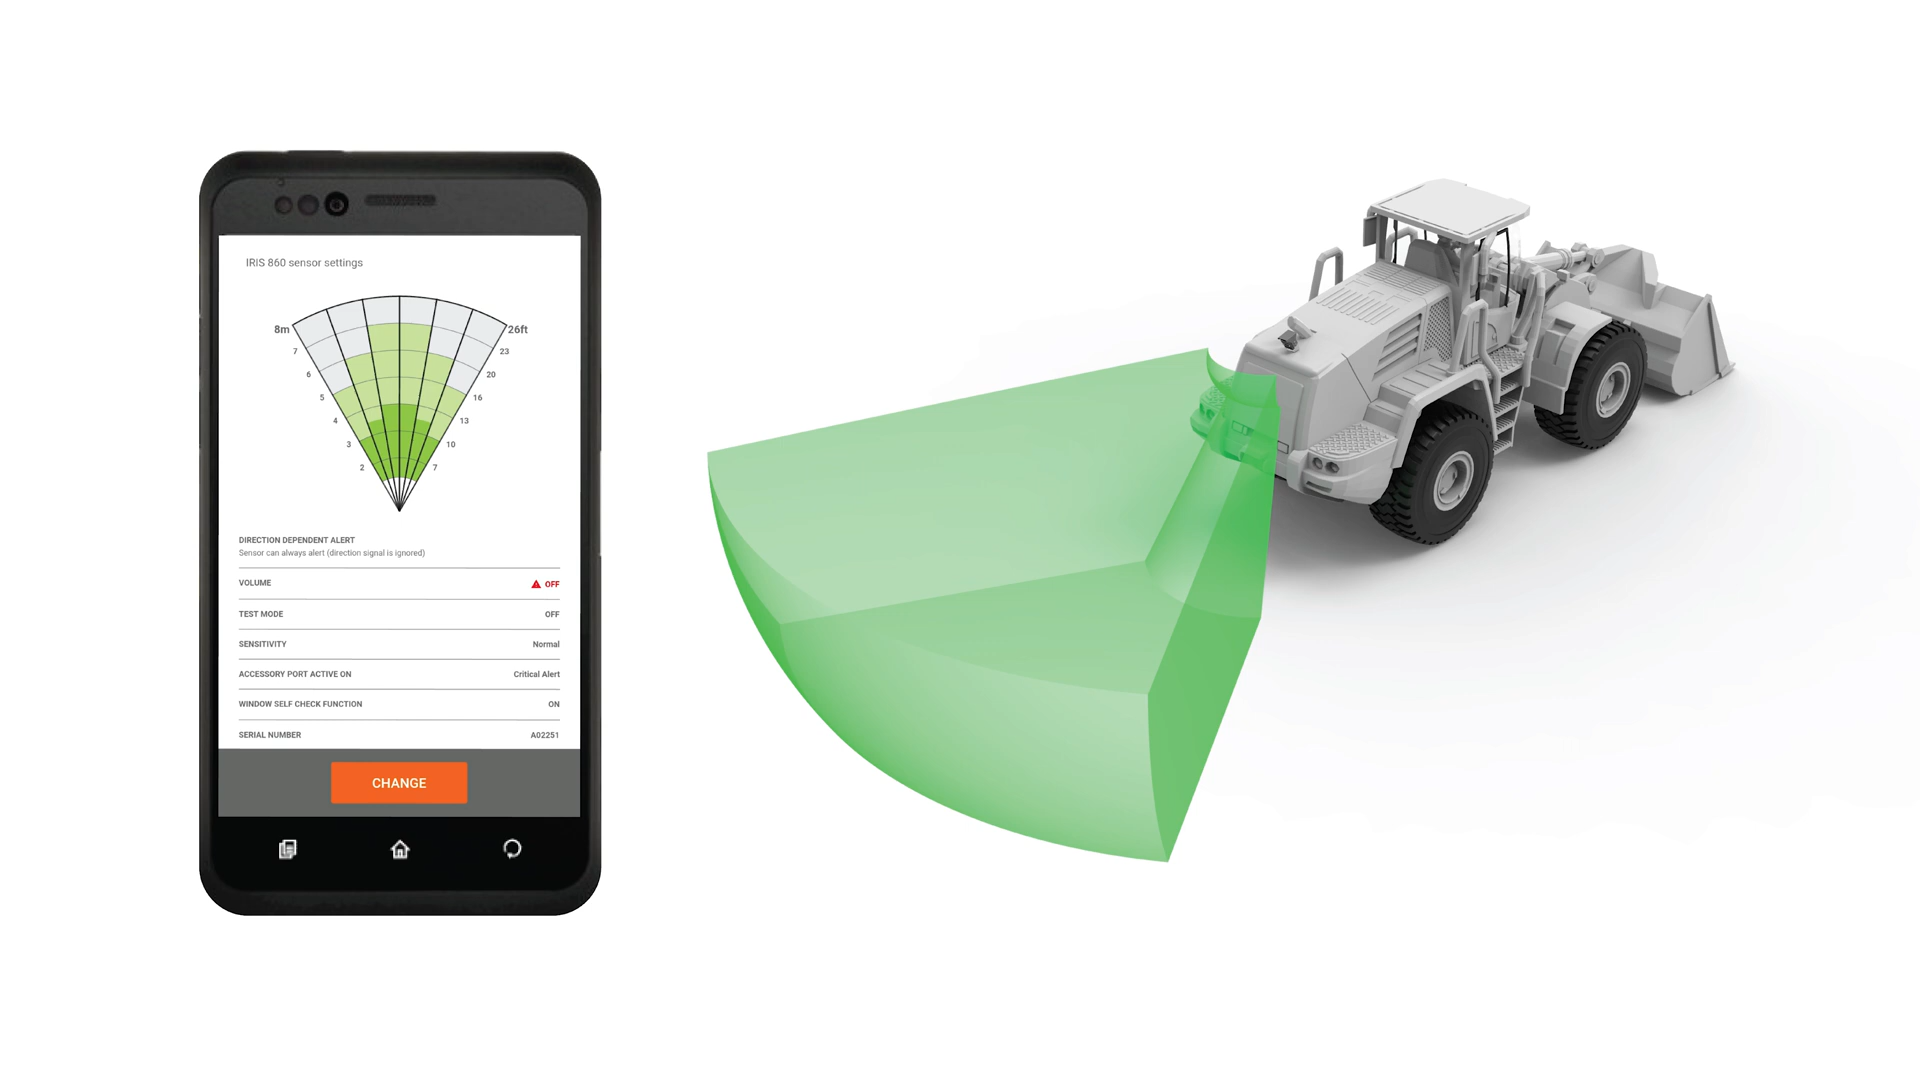 IRIS 860 sensor settings
8m 26ft
7 23
6 20
5 16
4 13
3 10
2 7
DIRECTION DEPENDENT ALERT
Sensor can always alert (direction signal is ignored)
VOLUME OFF
TEST MODE OFF
SENSITIVITY Normal
ACCESSORY PORT ACTIVE ON Critical Alert
WINDOW SELF CHECK FUNCTION ON
SERIAL NUMBER A02251
CHANGE